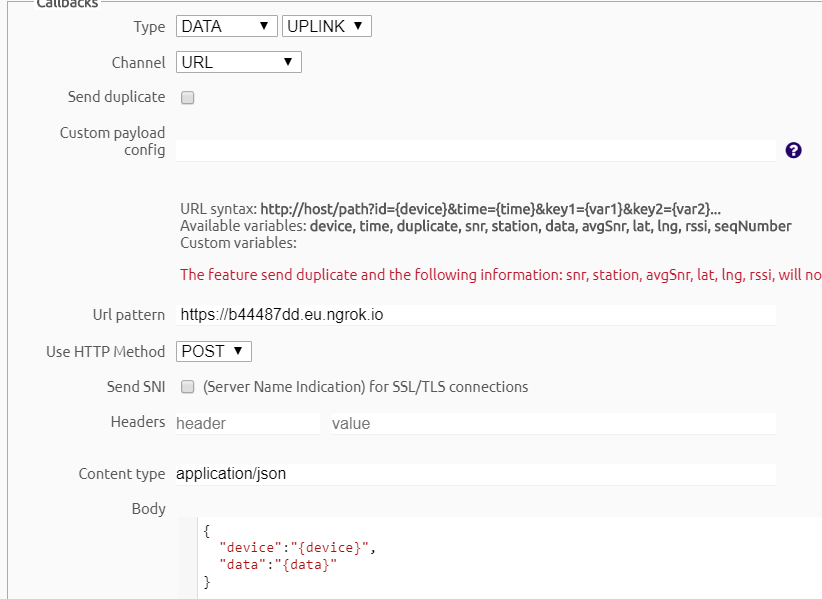 Callbacks
Type DATA ▼ UPLINK ▼
Channel URL ▼
Send duplicate
Custom payload
config
?
URL syntax: http://host/path?id={device}&time={time}&key1={var1}&key2={var2}...
Available variables: device, time, duplicate, snr, station, data, avgSnr, lat, lng, rssi, seqNumber
Custom variables:
The feature send duplicate and the following information: snr, station, avgSnr, lat, lng, rssi, will no
Url pattern https://b44487dd.eu.ngrok.io
Use HTTP Method POST ▼
Send SNI (Server Name Indication) for SSL/TLS connections
Headers header value
Content type application/json
Body
{
"device":"{device}",
"data":"{data}"
}